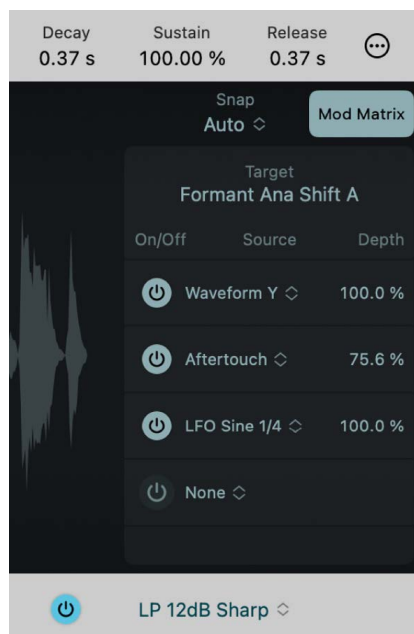 Decay Sustain Release
0.37 s 100.00 % 0.37 s
Snap
Auto
Mod Matrix
Target
Formant Ana Shift A
On/Off Source Depth
Waveform Y 100.0 %
Aftertouch 75.6 %
LFO Sine 1/4 100.0 %
None
LP 12dB Sharp